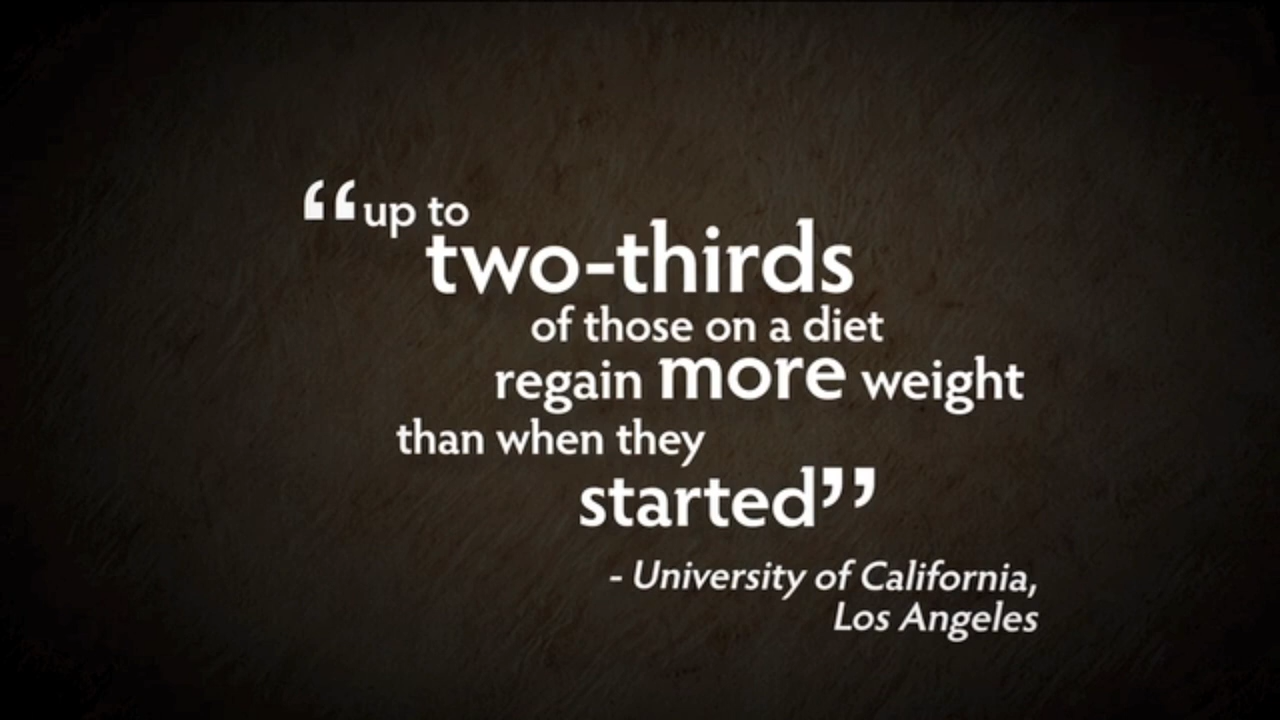 “up to
two-thirds
of those on a diet
regain more weight
than when they
started”
- University of California,
Los Angeles